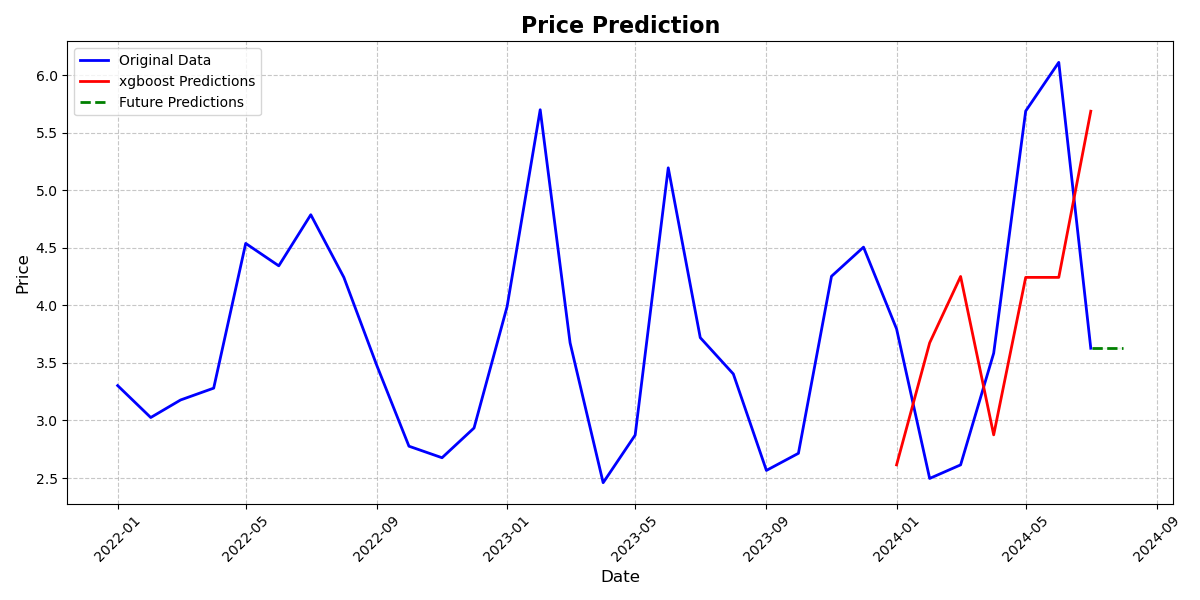 Price Prediction
Original Data
xgboost Predictions
Future Predictions
Price
6.0
5.5
5.0
4.5
4.0
3.5
3.0
2.5
2022-01
2022-05
2022-09
2023-01
2023-05
2023-09
2024-01
2024-05
2024-09
Date